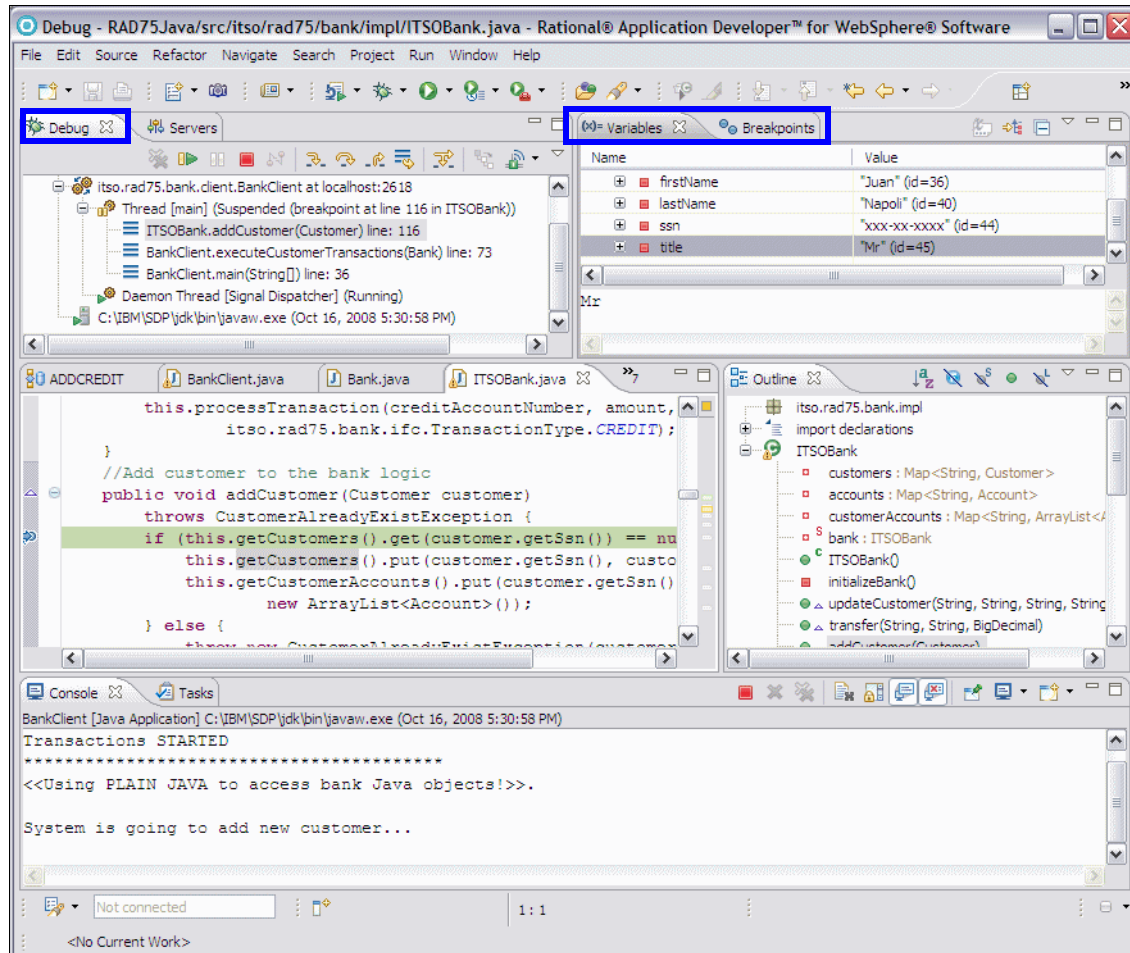 Debug - RAD75Java/src/itso/rad75/bank/impl/ITSOBank.java - Rational® Application Developer™ for WebSphere® Software
File Edit Source Refactor Navigate Search Project Run Window Help
Debug Servers
itso.rad75.bank.client.BankClient at localhost:2618
Thread [main] (Suspended (breakpoint at line 116 in ITSOBank))
ITSOBank.addCustomer(Customer) line: 116
BankClient.executeCustomerTransactions(Bank) line: 73
BankClient.main(String[]) line: 36
Daemon Thread [Signal Dispatcher] (Running)
C:\IBM\SDP\jdk\bin\javaw.exe (Oct 16, 2008 5:30:58 PM)
(x)= Variables Breakpoints
Name Value
firstName "Juan" (id=36)
lastName "Napoli" (id=40)
ssn "xxx-xx-xxxx" (id=44)
title "Mr" (id=45)
Mr
ADDCREDIT BankClient.java Bank.java ITSOBank.java »7
this.processTransaction(creditAccountNumber, amount,
itso.rad75.bank.ifc.TransactionType.CREDIT);
}
//Add customer to the bank logic
public void addCustomer(Customer customer)
throws CustomerAlreadyExistException {
if (this.getCustomers().get(customer.getSsn()) == nu
this.getCustomers().put(customer.getSsn(), custo
this.getCustomerAccounts().put(customer.getSsn()
new ArrayList<Account>());
} else {
throw new CustomerAlreadyExistException(customer
Outline
itso.rad75.bank.impl
import declarations
ITSOBank
customers : Map<String, Customer>
accounts : Map<String, Account>
customerAccounts : Map<String, ArrayList<A
S bank : ITSOBank
C ITSOBank()
initializeBank()
updateCustomer(String, String, String, String
transfer(String, String, BigDecimal)
addCustomer(Customer)
Console Tasks
BankClient [Java Application] C:\IBM\SDP\jdk\bin\javaw.exe (Oct 16, 2008 5:30:58 PM)
Transactions STARTED
*****************************************
<<Using PLAIN JAVA to access bank Java objects!>>.
System is going to add new customer...
Not connected
1:1
<No Current Work>